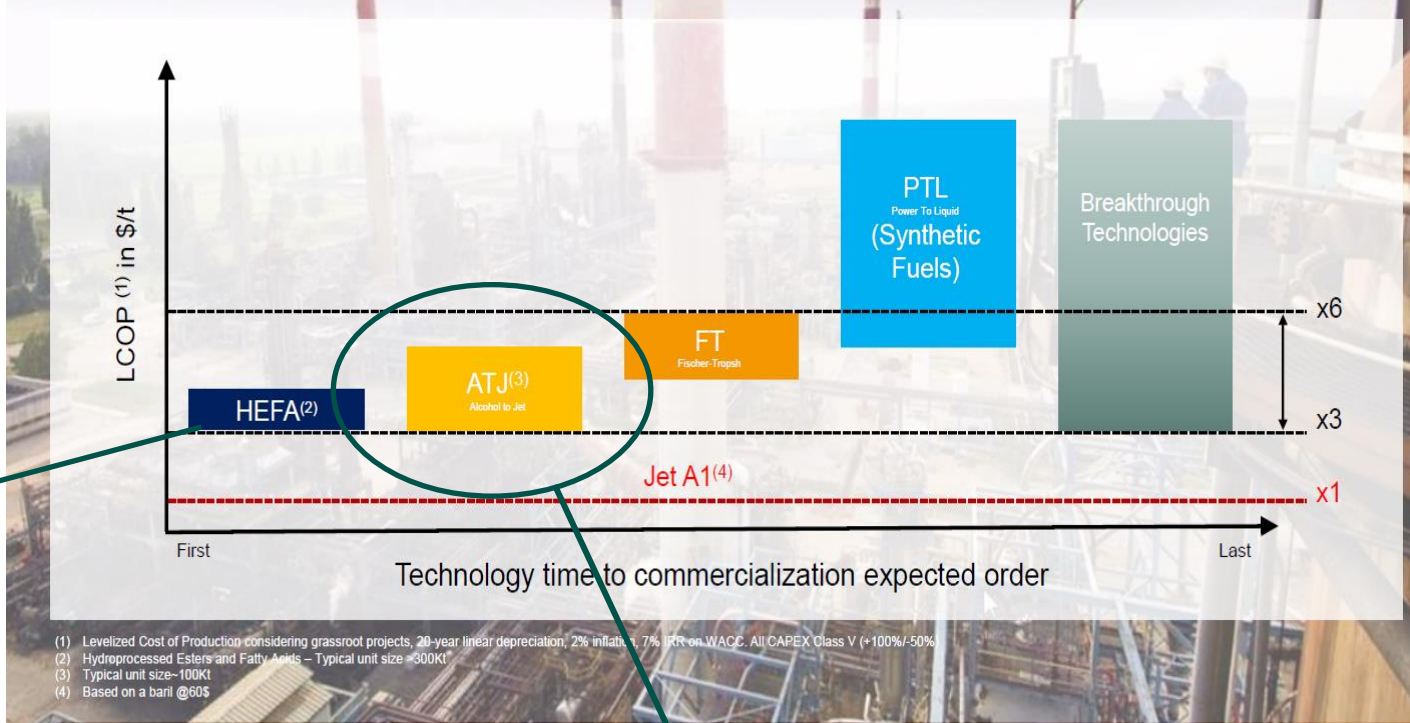 LCOP (1) in $/t
PTL
Power To Liquid
(Synthetic
Fuels)
Breakthrough
Technologies
x6
FT
Fischer-Tropsh
ATJ(3)
Alcohol to Jet
HEFA(2)
x3
Jet A1(4)
x1
First
Last
Technology time to commercialization expected order
(1) Levelized Cost of Production considering grassroot projects, 20-year linear depreciation, 2% inflation, 7% IRR on WACC. All CAPEX Class V (+100%/-50%)
(2) Hydroprocessed Esters and Fatty Acids – Typical unit size >300Kt
(3) Typical unit size~100Kt
(4) Based on a baril @60$